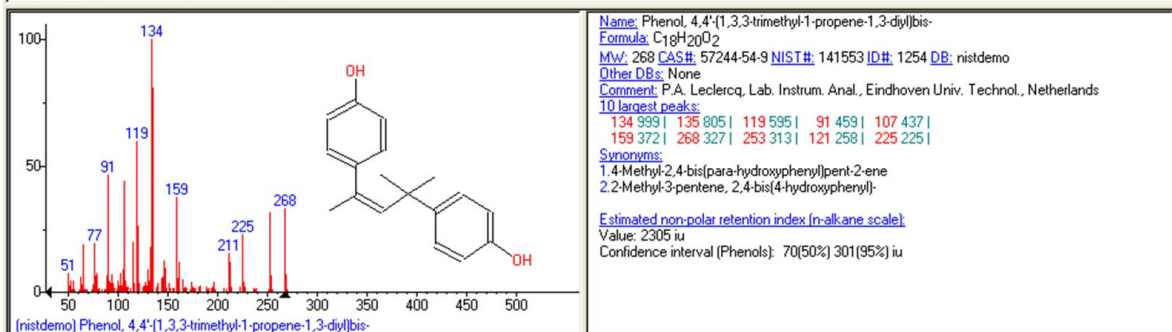 100-
134
119
50-
91
159
268
77
225
51
211
0-
50 100 150 200 250 300 350 400 450 500
OH
OH
(nistdemo) Phenol, 4,4'-(1,3,3-trimethyl-1-propene-1,3-diyl)bis-
Name: Phenol, 4,4'-(1,3,3-trimethyl-1-propene-1,3-diyl)bis-
Formula: C18H20O2
MW: 268 CAS#: 57244-54-9 NIST#: 141553 ID#: 1254 DB: nistdemo
Other DBs: None
Comment: P.A. Leclercq, Lab. Instrum. Anal., Eindhoven Univ. Technol., Netherlands
10 largest peaks:
134 999 | 135 805 | 119 595 | 91 459 | 107 437 |
159 372 | 268 327 | 253 313 | 121 258 | 225 225 |
Synonyms:
1.4-Methyl-2,4-bis(para-hydroxyphenyl)pent-2-ene
2.2-Methyl-3-pentene, 2,4-bis(4-hydroxyphenyl)-
Estimated non-polar retention index (n-alkane scale):
Value: 2305 iu
Confidence interval (Phenols): 70(50%) 301(95%) iu